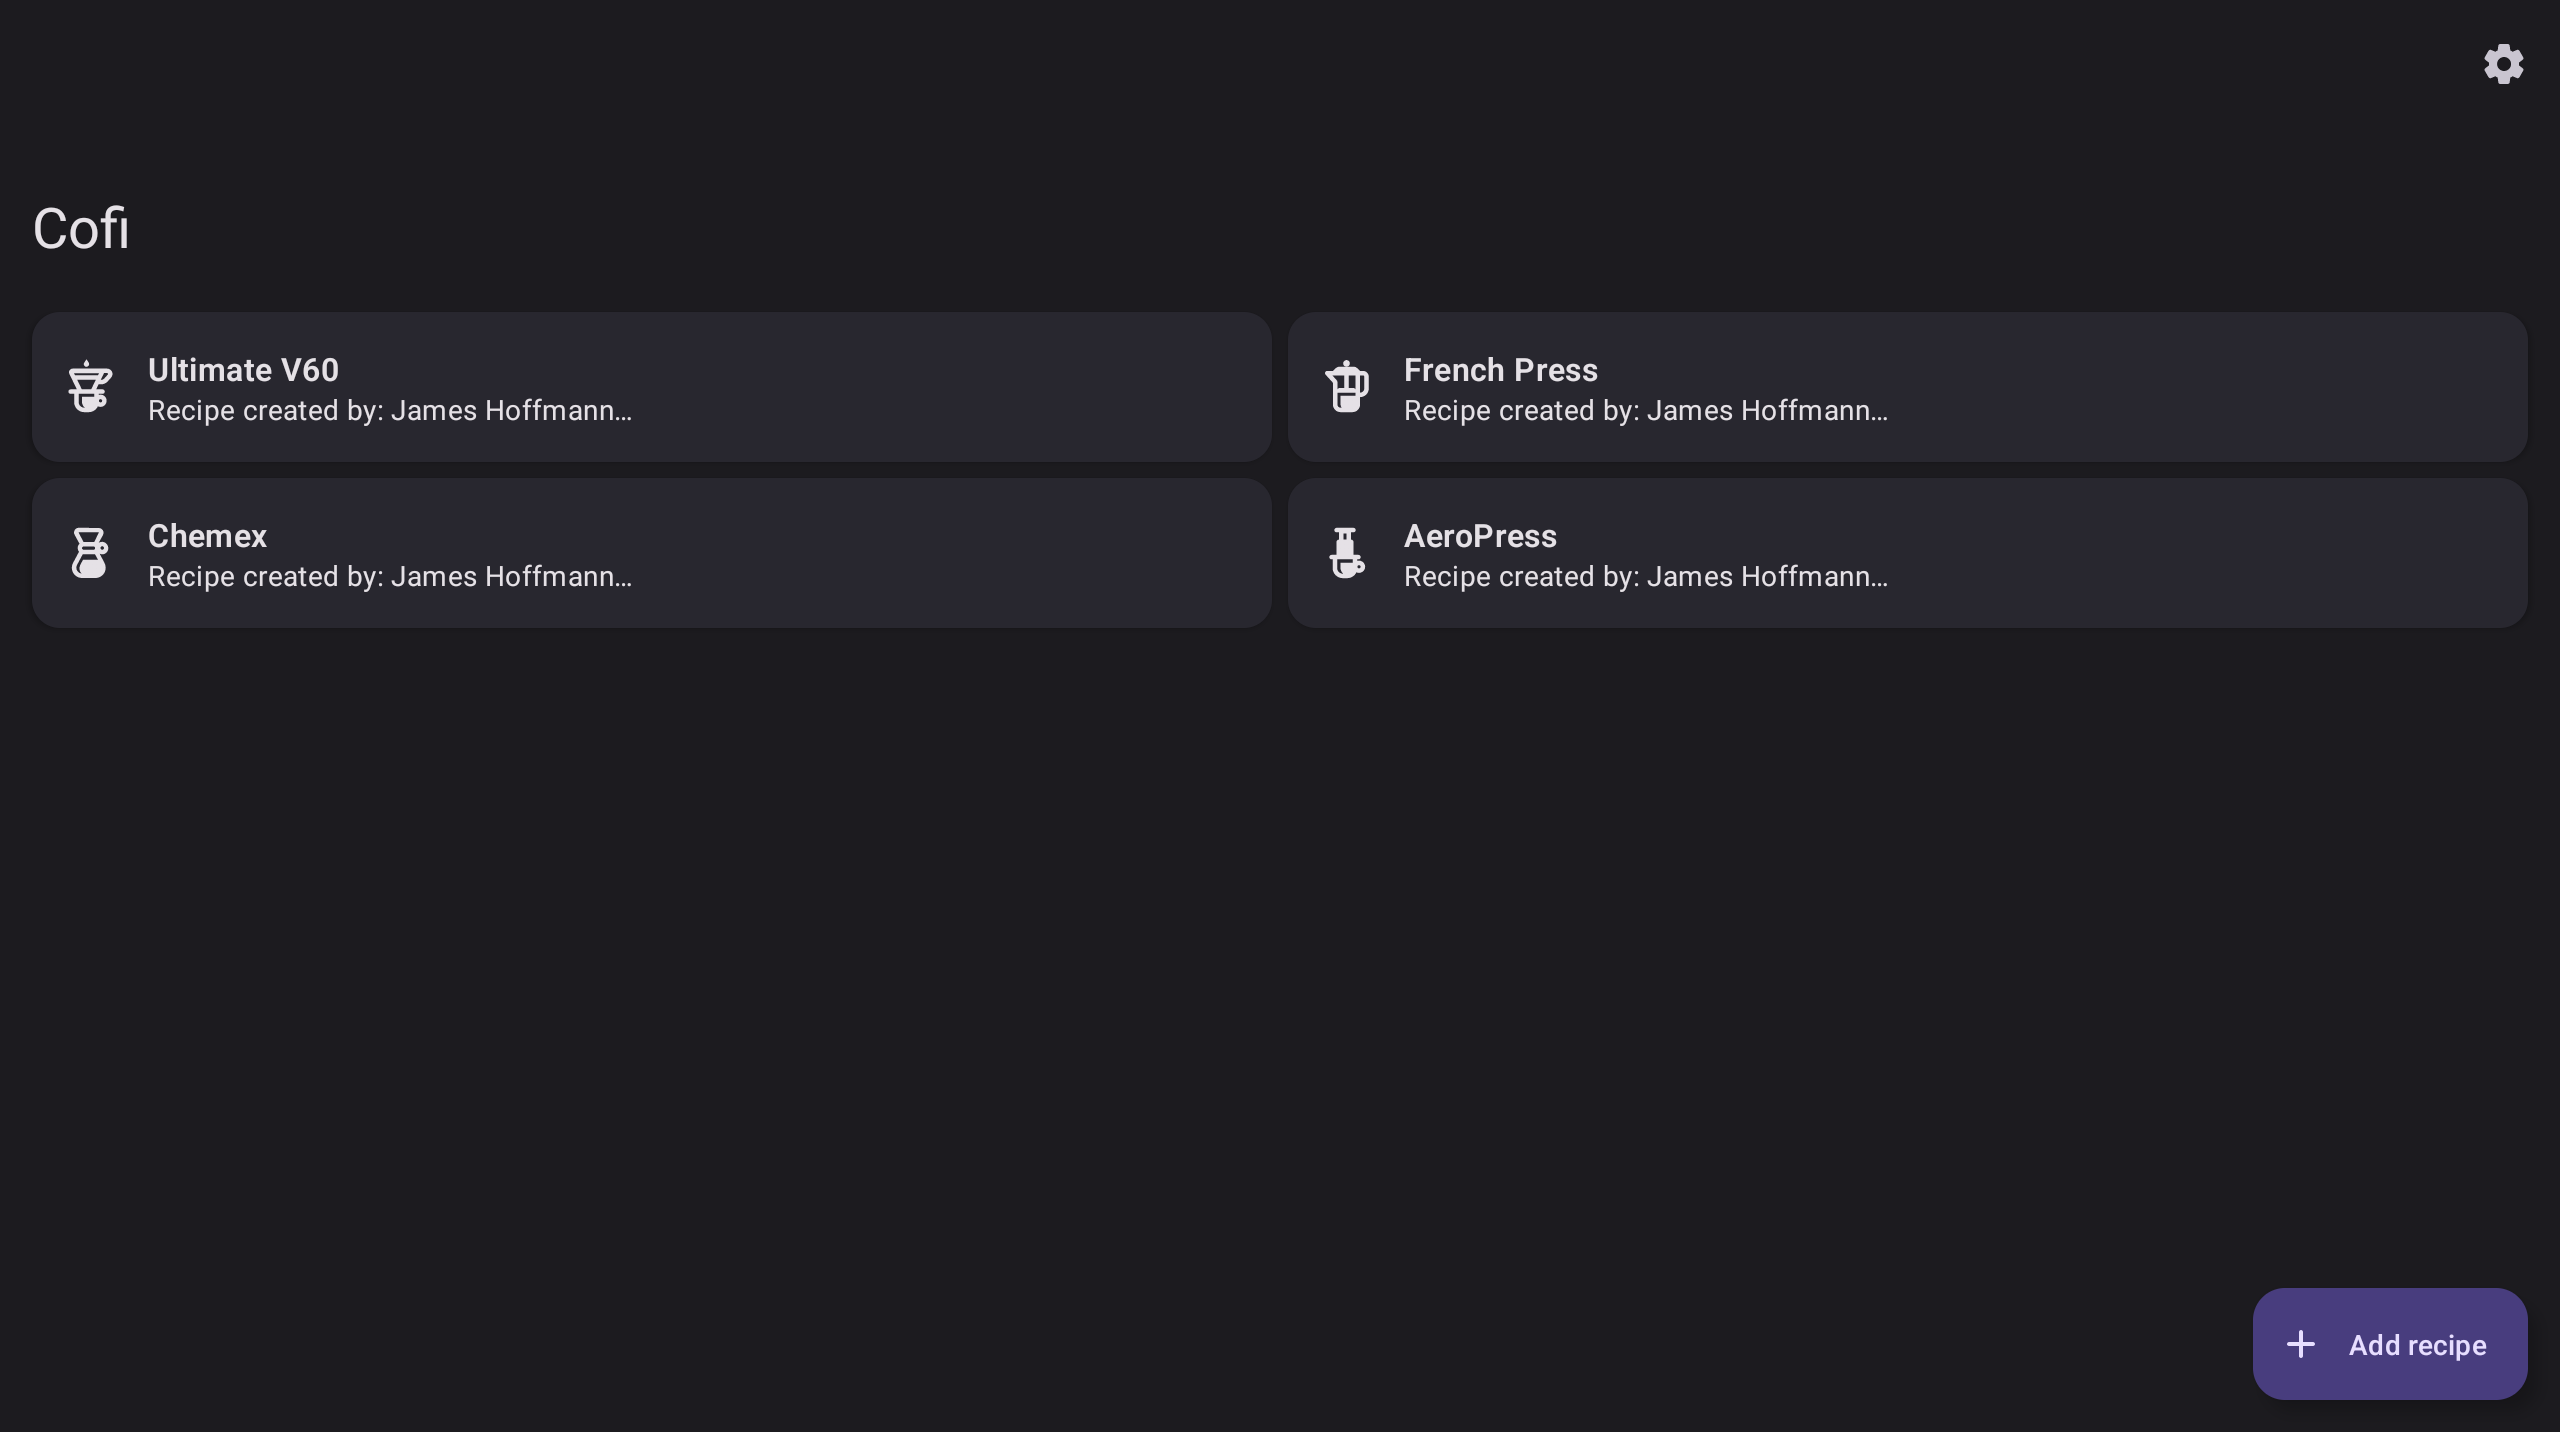 Cofi
Ultimate V60
Recipe created by: James Hoffmann…
French Press
Recipe created by: James Hoffmann…
Chemex
Recipe created by: James Hoffmann…
AeroPress
Recipe created by: James Hoffmann…
Add recipe